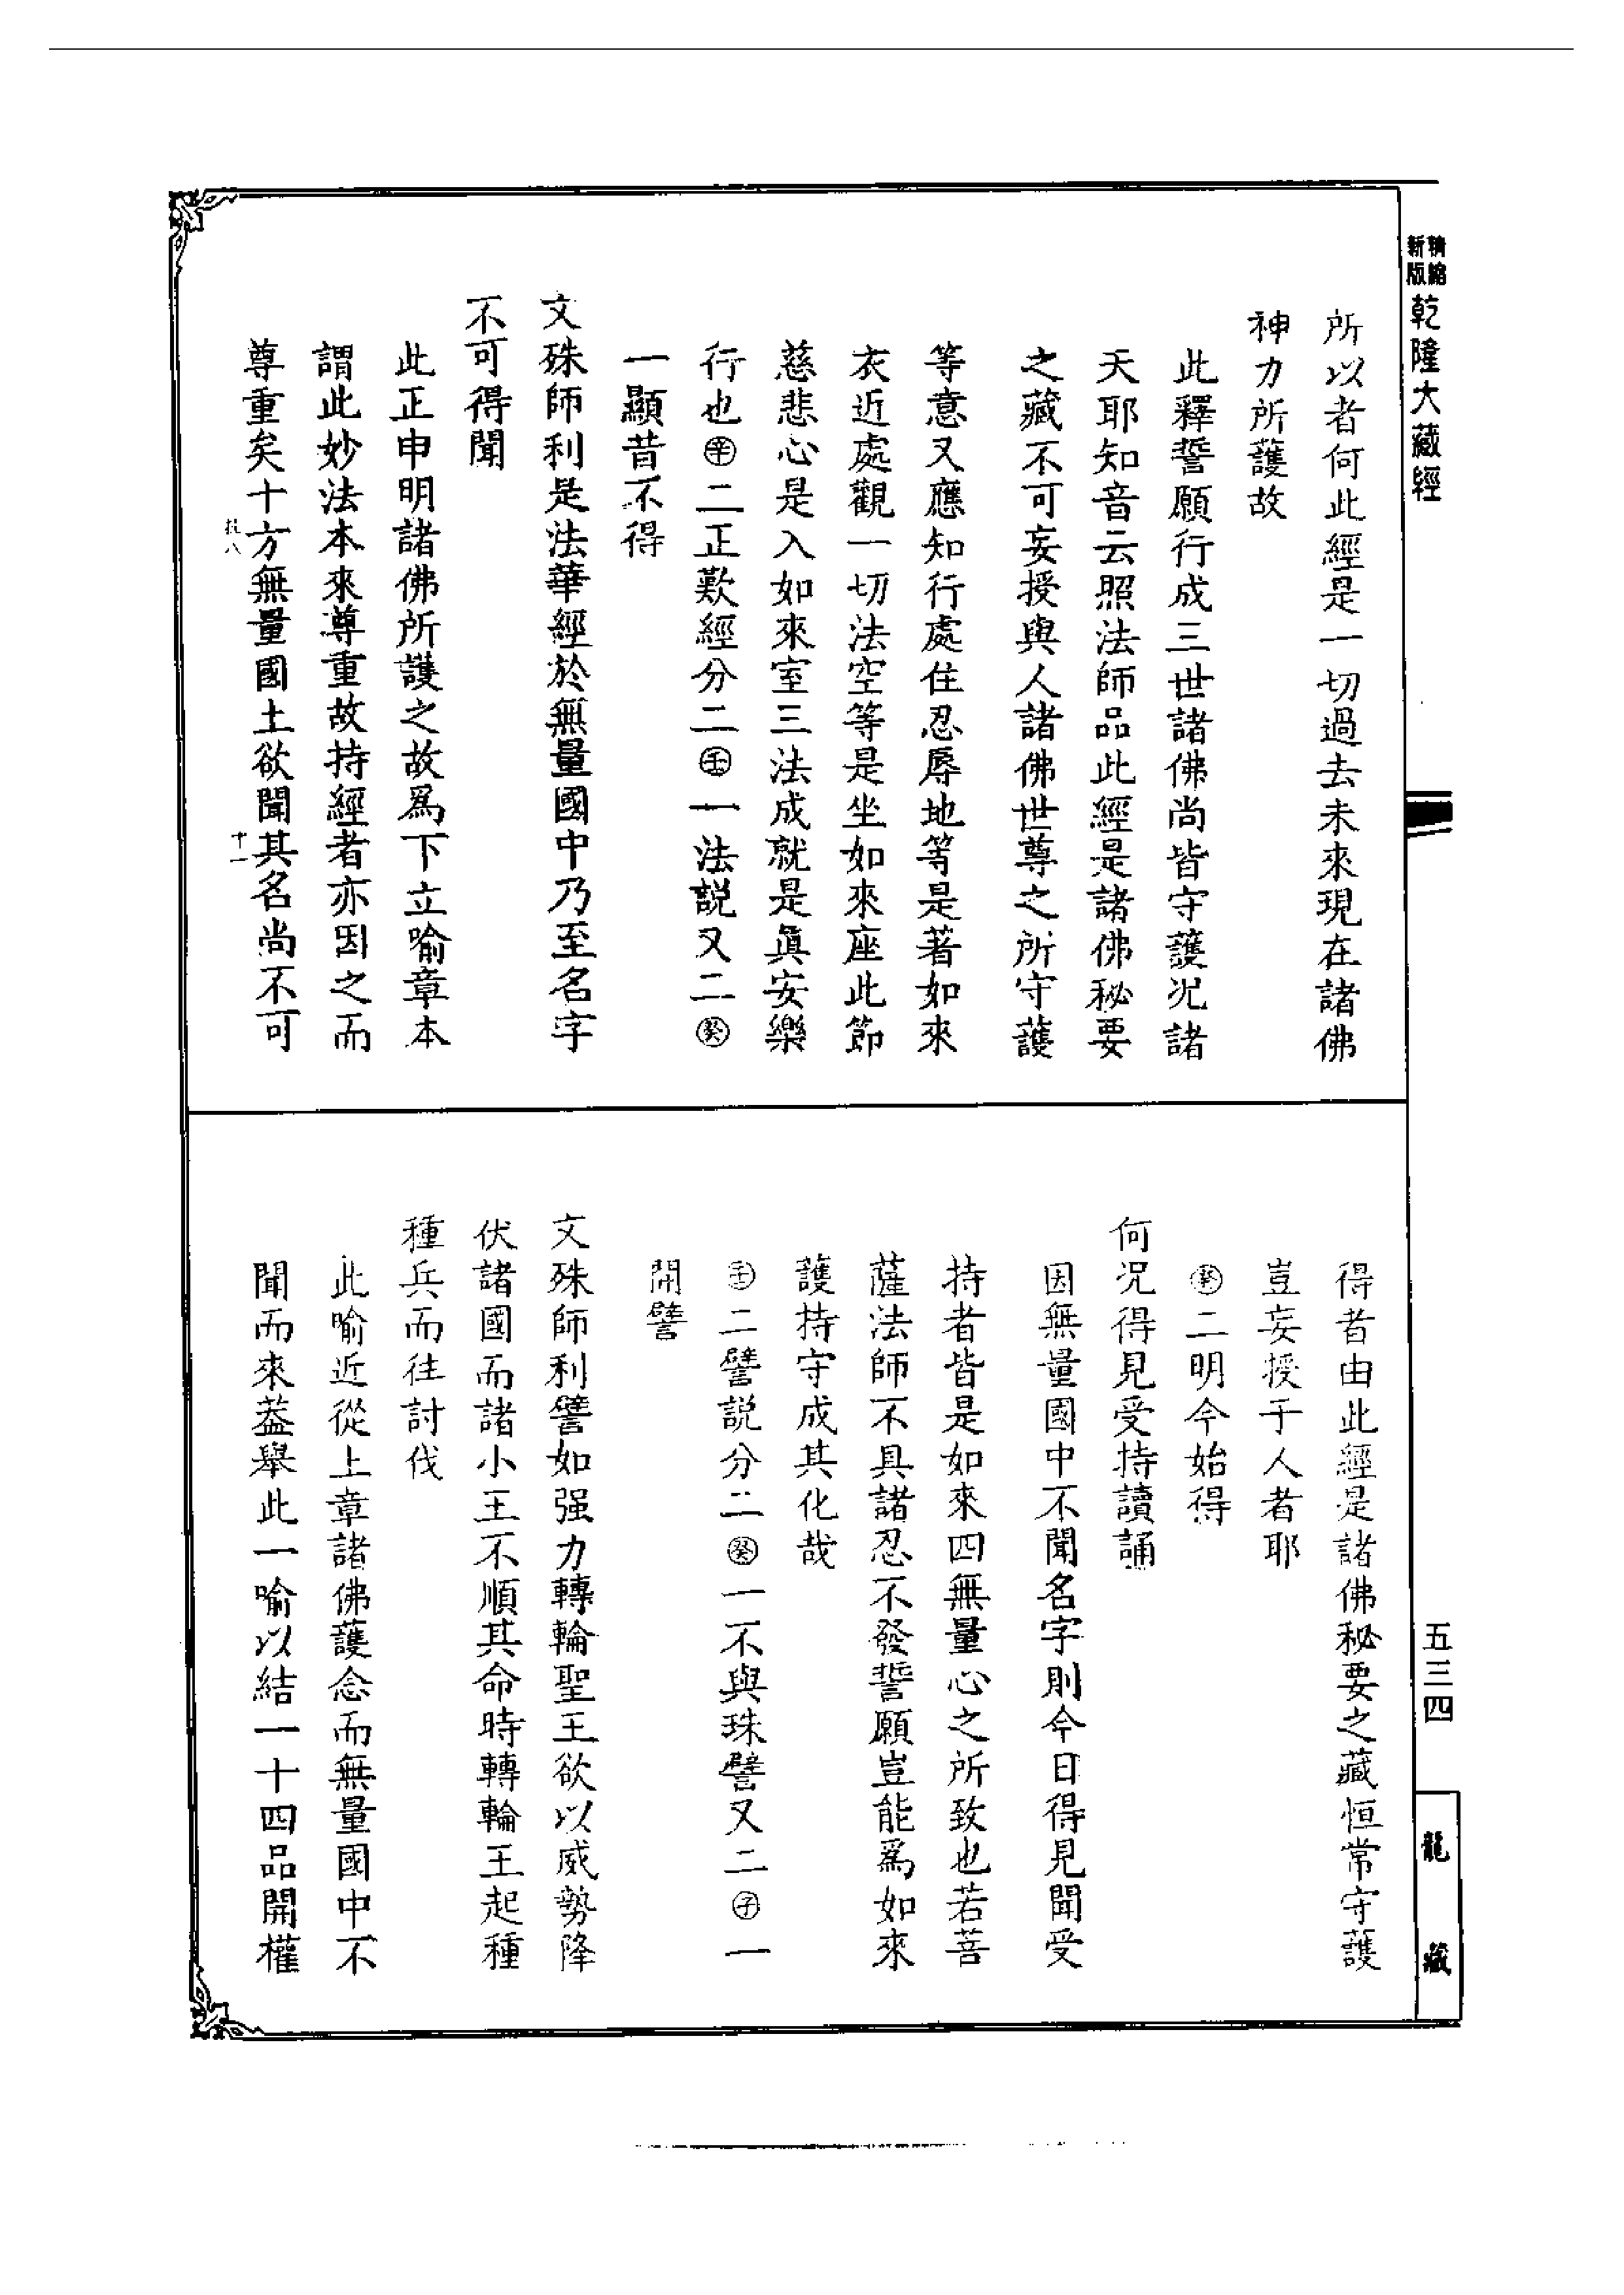 精縮
新版
乾隆大藏經
所以者何此經是一切過去未來現在諸佛
神力所護故
此釋誓願行成三世諸佛尚皆守護况諸
天耶知音云照法師品此經是諸佛秘要
之藏不可妄授與人諸佛世尊之所守護
等意又應知行處住忍辱地等是著如來
衣近處觀一切法空等是坐如來座此節
慈悲心是入如來室三法成就是眞安樂
行也㊛二正歎經分二㊛一法説又二㊛
一顯昔不得
文殊師利是法華經於無量國中乃至名字
不可得聞
此正申明諸佛所護之故爲下立喻章本
謂此妙法本來尊重故持經者亦因之而
尊重矣十方無量國土欲聞其名尚不可
十一
得者由此經是諸佛秘要之藏恒常守護
豈妄授于人者耶
癸二明今始得
何况得見受持讀誦
因無量國中不聞名字則今日得見聞受
持者皆是如來四無量心之所致也若菩
薩法師不具諸忍不發誓願豈能爲如來
護持守成其化哉
壬二譬説分二癸一不與珠譬又二子一
開譬
文殊師利譬如强力轉輪聖王欲以威勢降
伏諸國而諸小王不順其命時轉輪王起種
種兵而往討伐
此喻近從上章諸佛護念而無量國中不
聞而來葢舉此一喻以結一十四品開權
五三四
龍藏